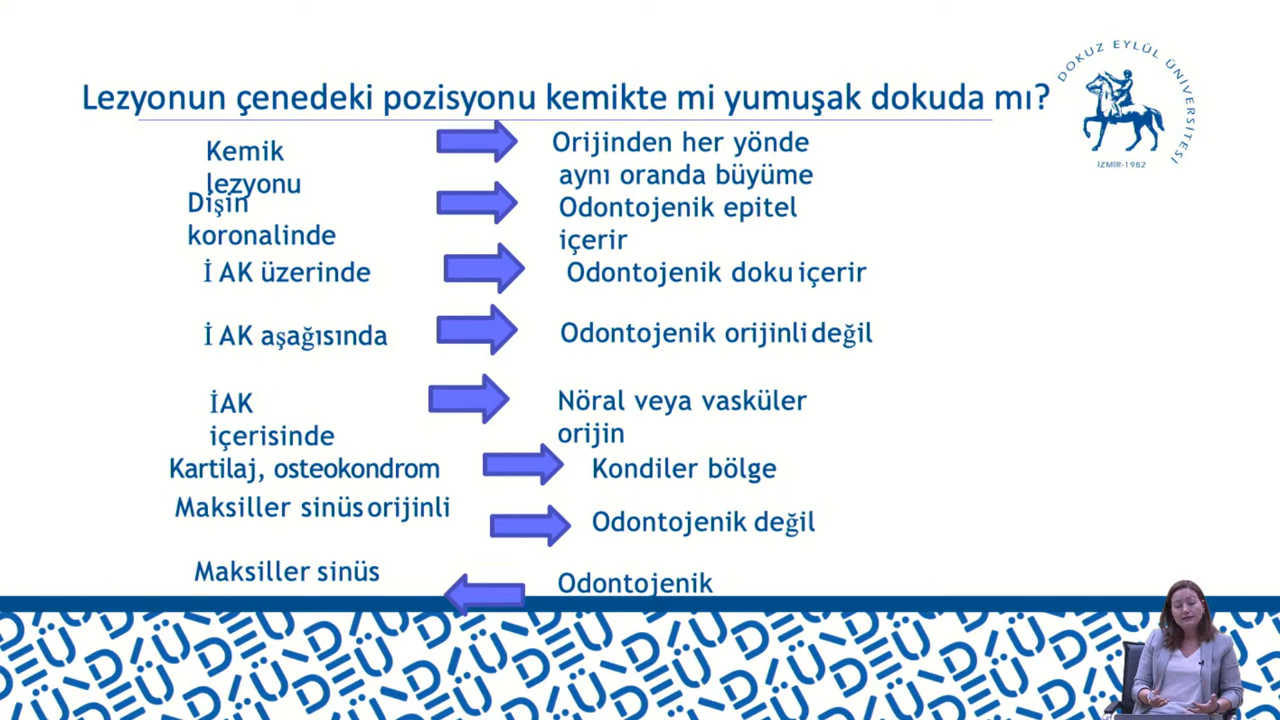 Lezyonun çenedeki pozisyonu kemikte mi yumuşak dokuda mı?
DOKUZ EYLÜL ÜNİVERSİTESİ
İZMİR-1982
Kemik
lezyonu
Orijinden her yönde
aynı oranda büyüme
Dişin
koronalinde
Odontojenik epitel
içerir
İ AK üzerinde
Odontojenik doku içerir
İ AK aşağısında
Odontojenik orijinli değil
İAK
içerisinde
Nöral veya vasküler
orijin
Kartilaj, osteokondrom
Kondiler bölge
Maksiller sinüs orijinli
Odontojenik değil
Maksiller sinüs
Odontojenik